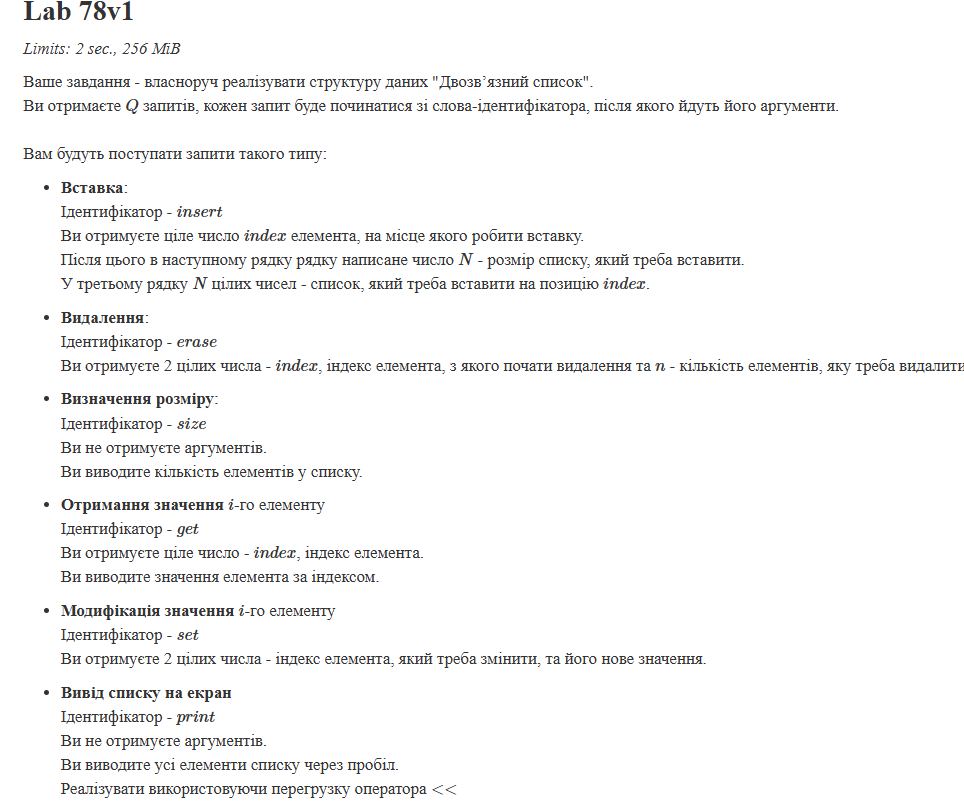 Lab 78v1
Limits: 2 sec., 256 MiB
Ваше завдання - власноруч реалізувати структуру даних "Двозв’язний список".
Ви отримаєте Q запитів, кожен запит буде починатися зі слова-ідентифікатора, після якого йдуть його аргументи.
Вам будуть поступати запити такого типу:
• Вставка:
Ідентифікатор - insert
Ви отримуєте ціле число index елемента, на місце якого робити вставку.
Після цього в наступному рядку рядку написане число N - розмір списку, який треба вставити.
У третьому рядку N цілих чисел - список, який треба вставити на позицію index.
• Видалення:
Ідентифікатор - erase
Ви отримуєте 2 цілих числа - index, індекс елемента, з якого почати видалення та n - кількість елементів, яку треба видалити
• Визначення розміру:
Ідентифікатор - size
Ви не отримуєте аргументів.
Ви виводите кількість елементів у списку.
• Отримання значення i-го елементу
Ідентифікатор - get
Ви отримуєте ціле число - index, індекс елемента.
Ви виводите значення елемента за індексом.
• Модифікація значення i-го елементу
Ідентифікатор - set
Ви отримуєте 2 цілих числа - індекс елемента, який треба змінити, та його нове значення.
• Вивід списку на екран
Ідентифікатор - print
Ви не отримуєте аргументів.
Ви виводите усі елементи списку через пробіл.
Реалізувати використовуючи перегрузку оператора <<